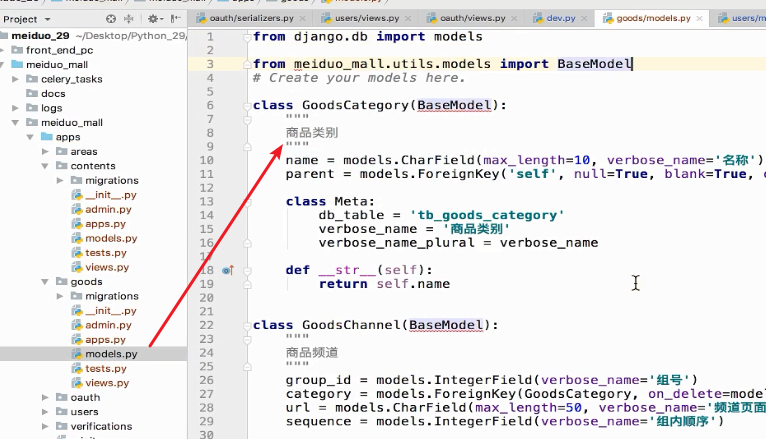 Project
oauth/serializers.py
users/views.py
oauth/views.py
dev.py
goods/models.py
meiduo_29 ~/Desktop/Python_29/
front_end_pc
meiduo_mall
celery_tasks
docs
logs
meiduo_mall
apps
areas
contents
migrations
__init__.py
admin.py
apps.py
models.py
tests.py
views.py
goods
migrations
__init__.py
admin.py
apps.py
models.py
tests.py
views.py
oauth
users
verifications
1 from django.db import models
2
3 from meiduo_mall.utils.models import BaseModel
4 # Create your models here.
5
6 class GoodsCategory(BaseModel):
7 """
8 商品类别
9 """
10 name = models.CharField(max_length=10, verbose_name='名称')
11 parent = models.ForeignKey('self', null=True, blank=True,
12
13 class Meta:
14 db_table = 'tb_goods_category'
15 verbose_name = '商品类别'
16 verbose_name_plural = verbose_name
17
18 def __str__(self):
19 return self.name
20
21
22 class GoodsChannel(BaseModel):
23 """
24 商品频道
25 """
26 group_id = models.IntegerField(verbose_name='组号')
27 category = models.ForeignKey(GoodsCategory, on_delete=mode
28 url = models.CharField(max_length=50, verbose_name='频道页面
29 sequence = models.IntegerField(verbose_name='组内顺序')
30